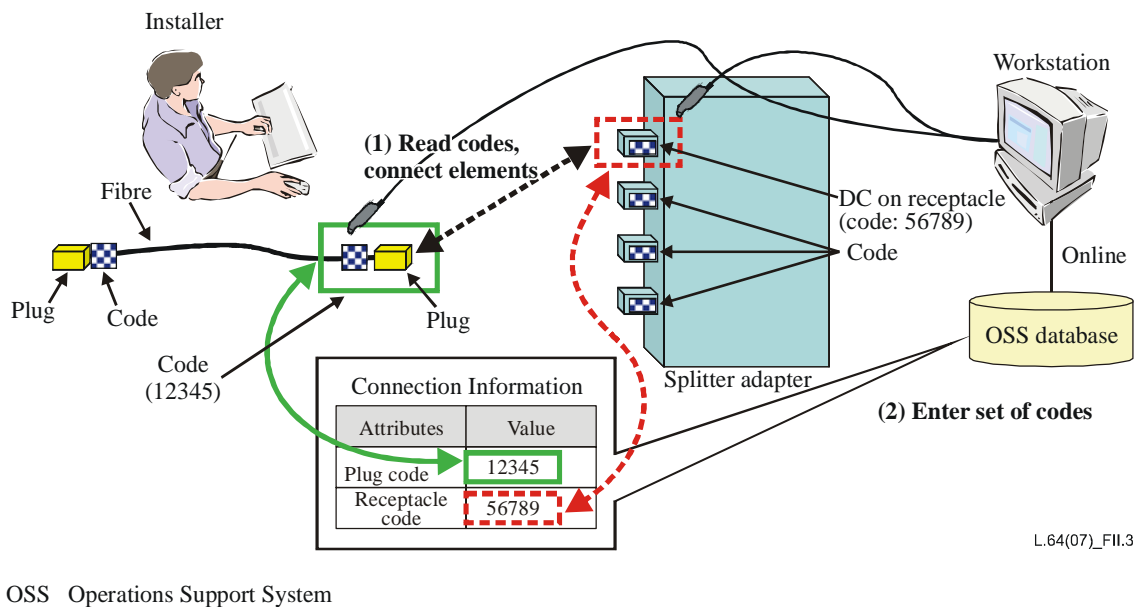 Installer
Workstation
(1) Read codes,
connect elements
Fibre
DC on receptacle
(code: 56789)
Code
Online
Plug
Code
Plug
OSS database
Code
(12345)
Splitter adapter
Connection Information
(2) Enter set of codes
Attributes
Value
Plug code
12345
Receptacle
code
56789
L.64(07)_FII.3
OSS Operations Support System